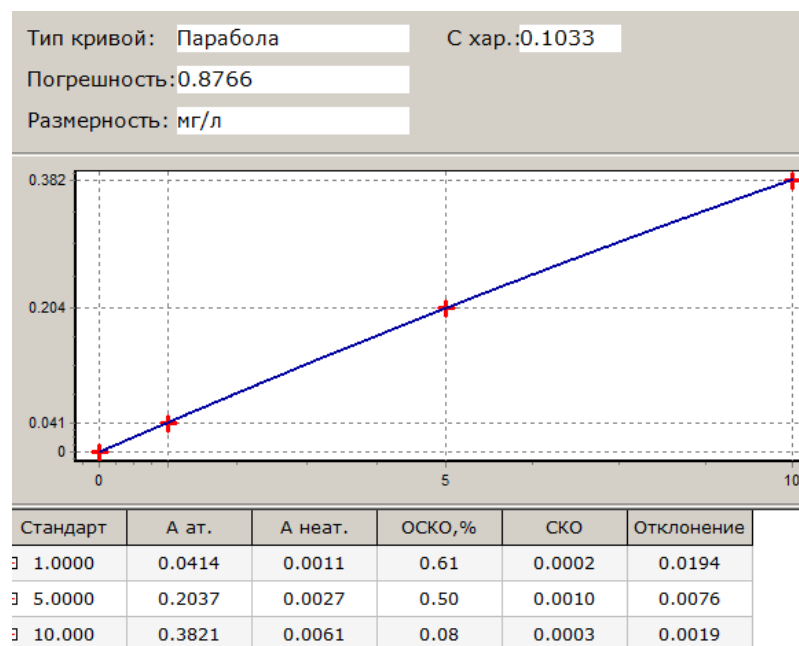 Тип кривой: Парабола С хар.:0.1033
Погрешность:0.8766
Размерность: мг/л
0.382
0.204
0.041
0
0 5 10
Стандарт А ат. А неат. ОСКО,% СКО Отклонение
1.0000 0.0414 0.0011 0.61 0.0002 0.0194
5.0000 0.2037 0.0027 0.50 0.0010 0.0076
10.000 0.3821 0.0061 0.08 0.0003 0.0019